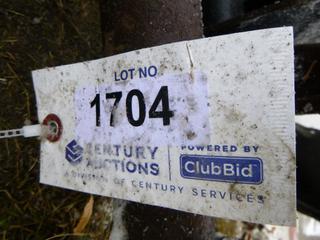 LOT NO
1704
CENTURY AUCTIONS
A DIVISION OF CENTURY SERVICES
POWERED BY
ClubBid